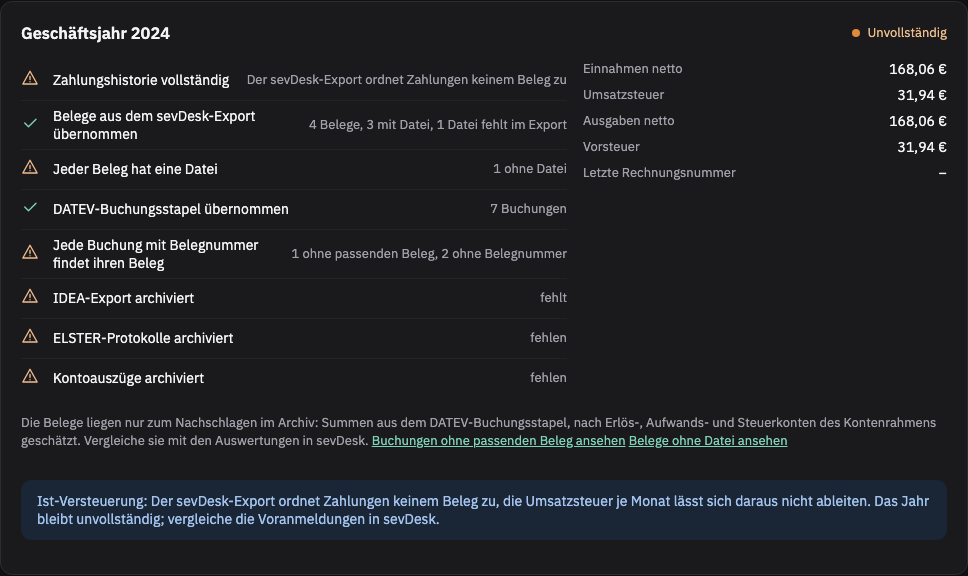 Geschäftsjahr 2024
Unvollständig
Zahlungshistorie vollständig
Der sevDesk-Export ordnet Zahlungen keinem Beleg zu
Belege aus dem sevDesk-Export
übernommen
4 Belege, 3 mit Datei, 1 Datei fehlt im Export
Jeder Beleg hat eine Datei
1 ohne Datei
DATEV-Buchungsstapel übernommen
7 Buchungen
Jede Buchung mit Belegnummer
findet ihren Beleg
1 ohne passenden Beleg, 2 ohne Belegnummer
IDEA-Export archiviert
fehlt
ELSTER-Protokolle archiviert
fehlen
Kontoauszüge archiviert
fehlen
Einnahmen netto
168,06 €
Umsatzsteuer
31,94 €
Ausgaben netto
168,06 €
Vorsteuer
31,94 €
Letzte Rechnungsnummer
–
Die Belege liegen nur zum Nachschlagen im Archiv: Summen aus dem DATEV-Buchungsstapel, nach Erlös-, Aufwands- und Steuerkonten des Kontenrahmens
geschätzt. Vergleiche sie mit den Auswertungen in sevDesk. Buchungen ohne passenden Beleg ansehen Belege ohne Datei ansehen
Ist-Versteuerung: Der sevDesk-Export ordnet Zahlungen keinem Beleg zu, die Umsatzsteuer je Monat lässt sich daraus nicht ableiten. Das Jahr
bleibt unvollständig; vergleiche die Voranmeldungen in sevDesk.